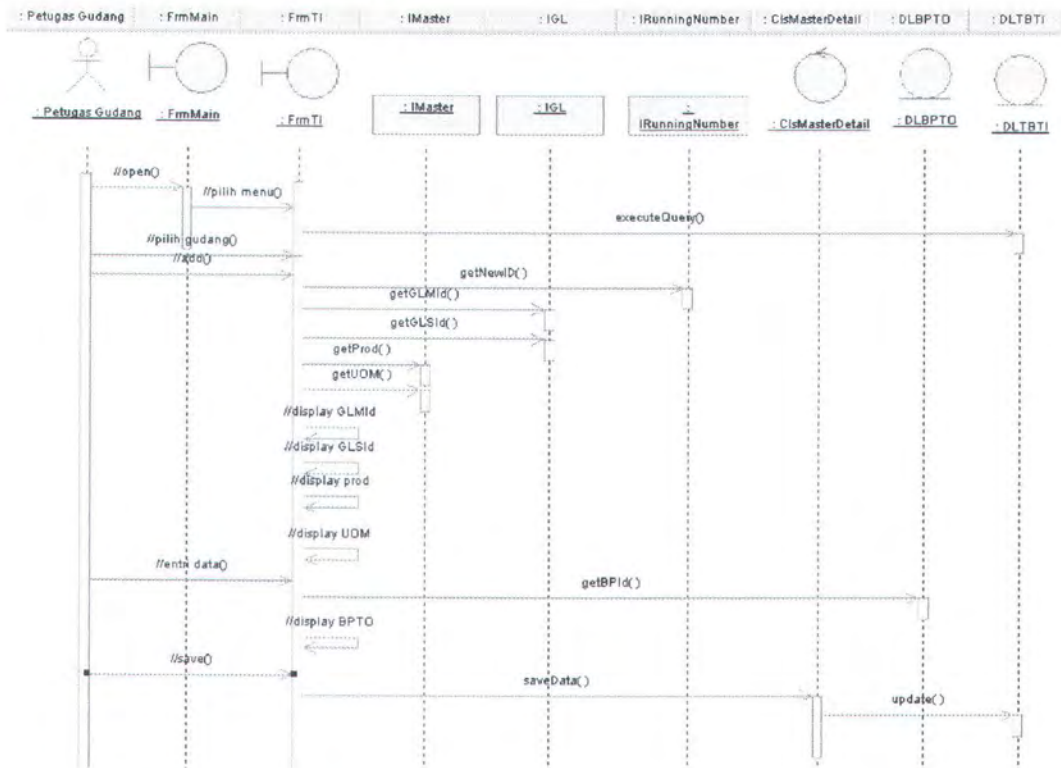 : Petugas Gudang : FrmMain : FrmTI : IMaster : IGL : IRunningNumber : ClsMasterDetail : DLBPTO : DLTBTI
: Petugas Gudang
: FrmMain
: FrmTI
: IMaster
: IGL
:
IRunningNumber
: ClsMasterDetail
: DLBPTO
: DLTBTI
//open()
//pilih menu()
executeQuery()
//pilih gudang()
//add()
getNewID()
getGLMId()
getGLSId()
getProd()
getUOM()
//display GLMId
//display GLSId
//display prod
//display UOM
//entri data()
getBPId()
//display BPTO
//save()
saveData()
update()